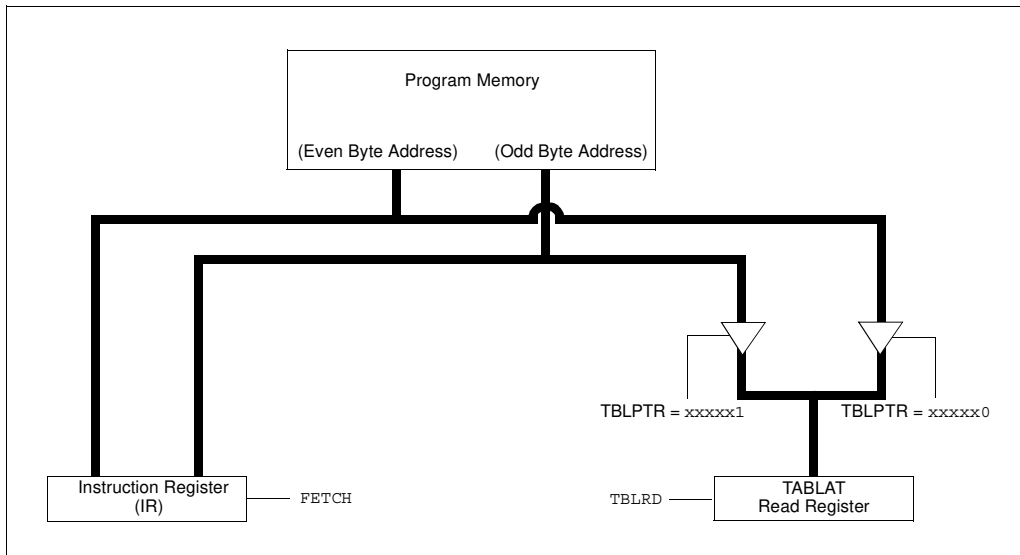 Program Memory
(Even Byte Address) (Odd Byte Address)
TBLPTR = xxxxx1 TBLPTR = xxxxx0
Instruction Register
(IR)
FETCH
TBLRD
TABLAT
Read Register